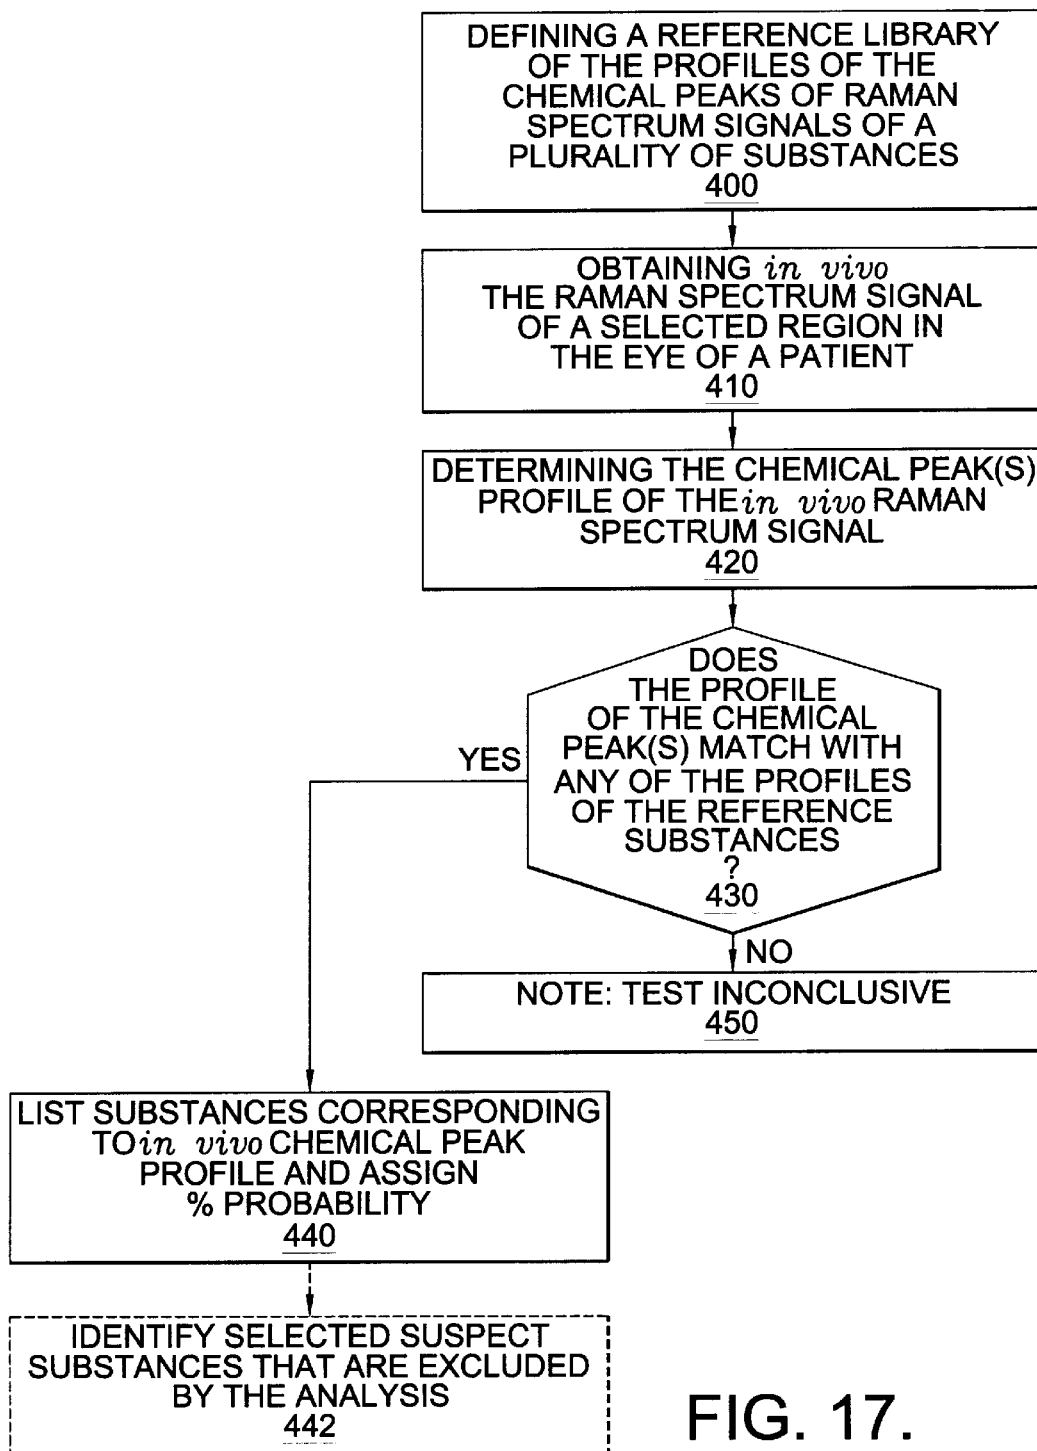 DEFINING A REFERENCE LIBRARY
OF THE PROFILES OF THE
CHEMICAL PEAKS OF RAMAN
SPECTRUM SIGNALS OF A
PLURALITY OF SUBSTANCES
400
OBTAINING in vivo
THE RAMAN SPECTRUM SIGNAL
OF A SELECTED REGION IN
THE EYE OF A PATIENT
410
DETERMINING THE CHEMICAL PEAK(S)
PROFILE OF THE in vivo RAMAN
SPECTRUM SIGNAL
420
DOES
THE PROFILE
OF THE CHEMICAL
PEAK(S) MATCH WITH
ANY OF THE PROFILES
OF THE REFERENCE
SUBSTANCES
?
430
YES
NO
NOTE: TEST INCONCLUSIVE
450
LIST SUBSTANCES CORRESPONDING
TO in vivo CHEMICAL PEAK
PROFILE AND ASSIGN
% PROBABILITY
440
IDENTIFY SELECTED SUSPECT
SUBSTANCES THAT ARE EXCLUDED
BY THE ANALYSIS
442
FIG. 17.